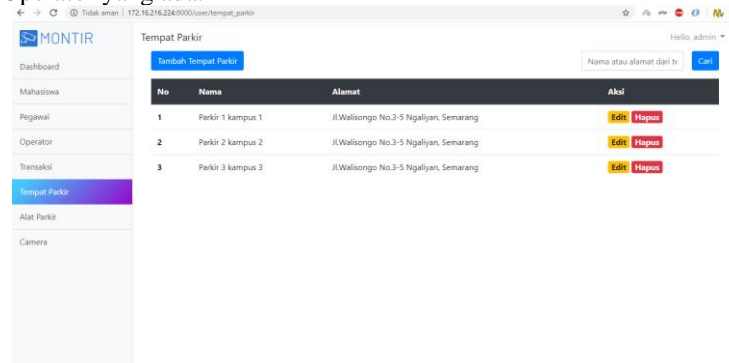 Tidak aman | 172.16.216.224:8000/user/tempat_parkir
MONTIR
Tempat Parkir
Hello, admin
Dashboard
Tambah Tempat Parkir
Nama atau alamat dari
Cari
Mahasiswa
No Nama Alamat Aksi
Pegawai
1 Parkir 1 kampus 1 Jl.Walisongo No.3-5 Ngaliyan, Semarang Edit Hapus
Operator
2 Parkir 2 kampus 2 Jl.Walisongo No.3-5 Ngaliyan, Semarang Edit Hapus
Transaksi
3 Parkir 3 kampus 3 Jl.Walisongo No.3-5 Ngaliyan, Semarang Edit Hapus
Tempat Parkir
Alat Parkir
Camera